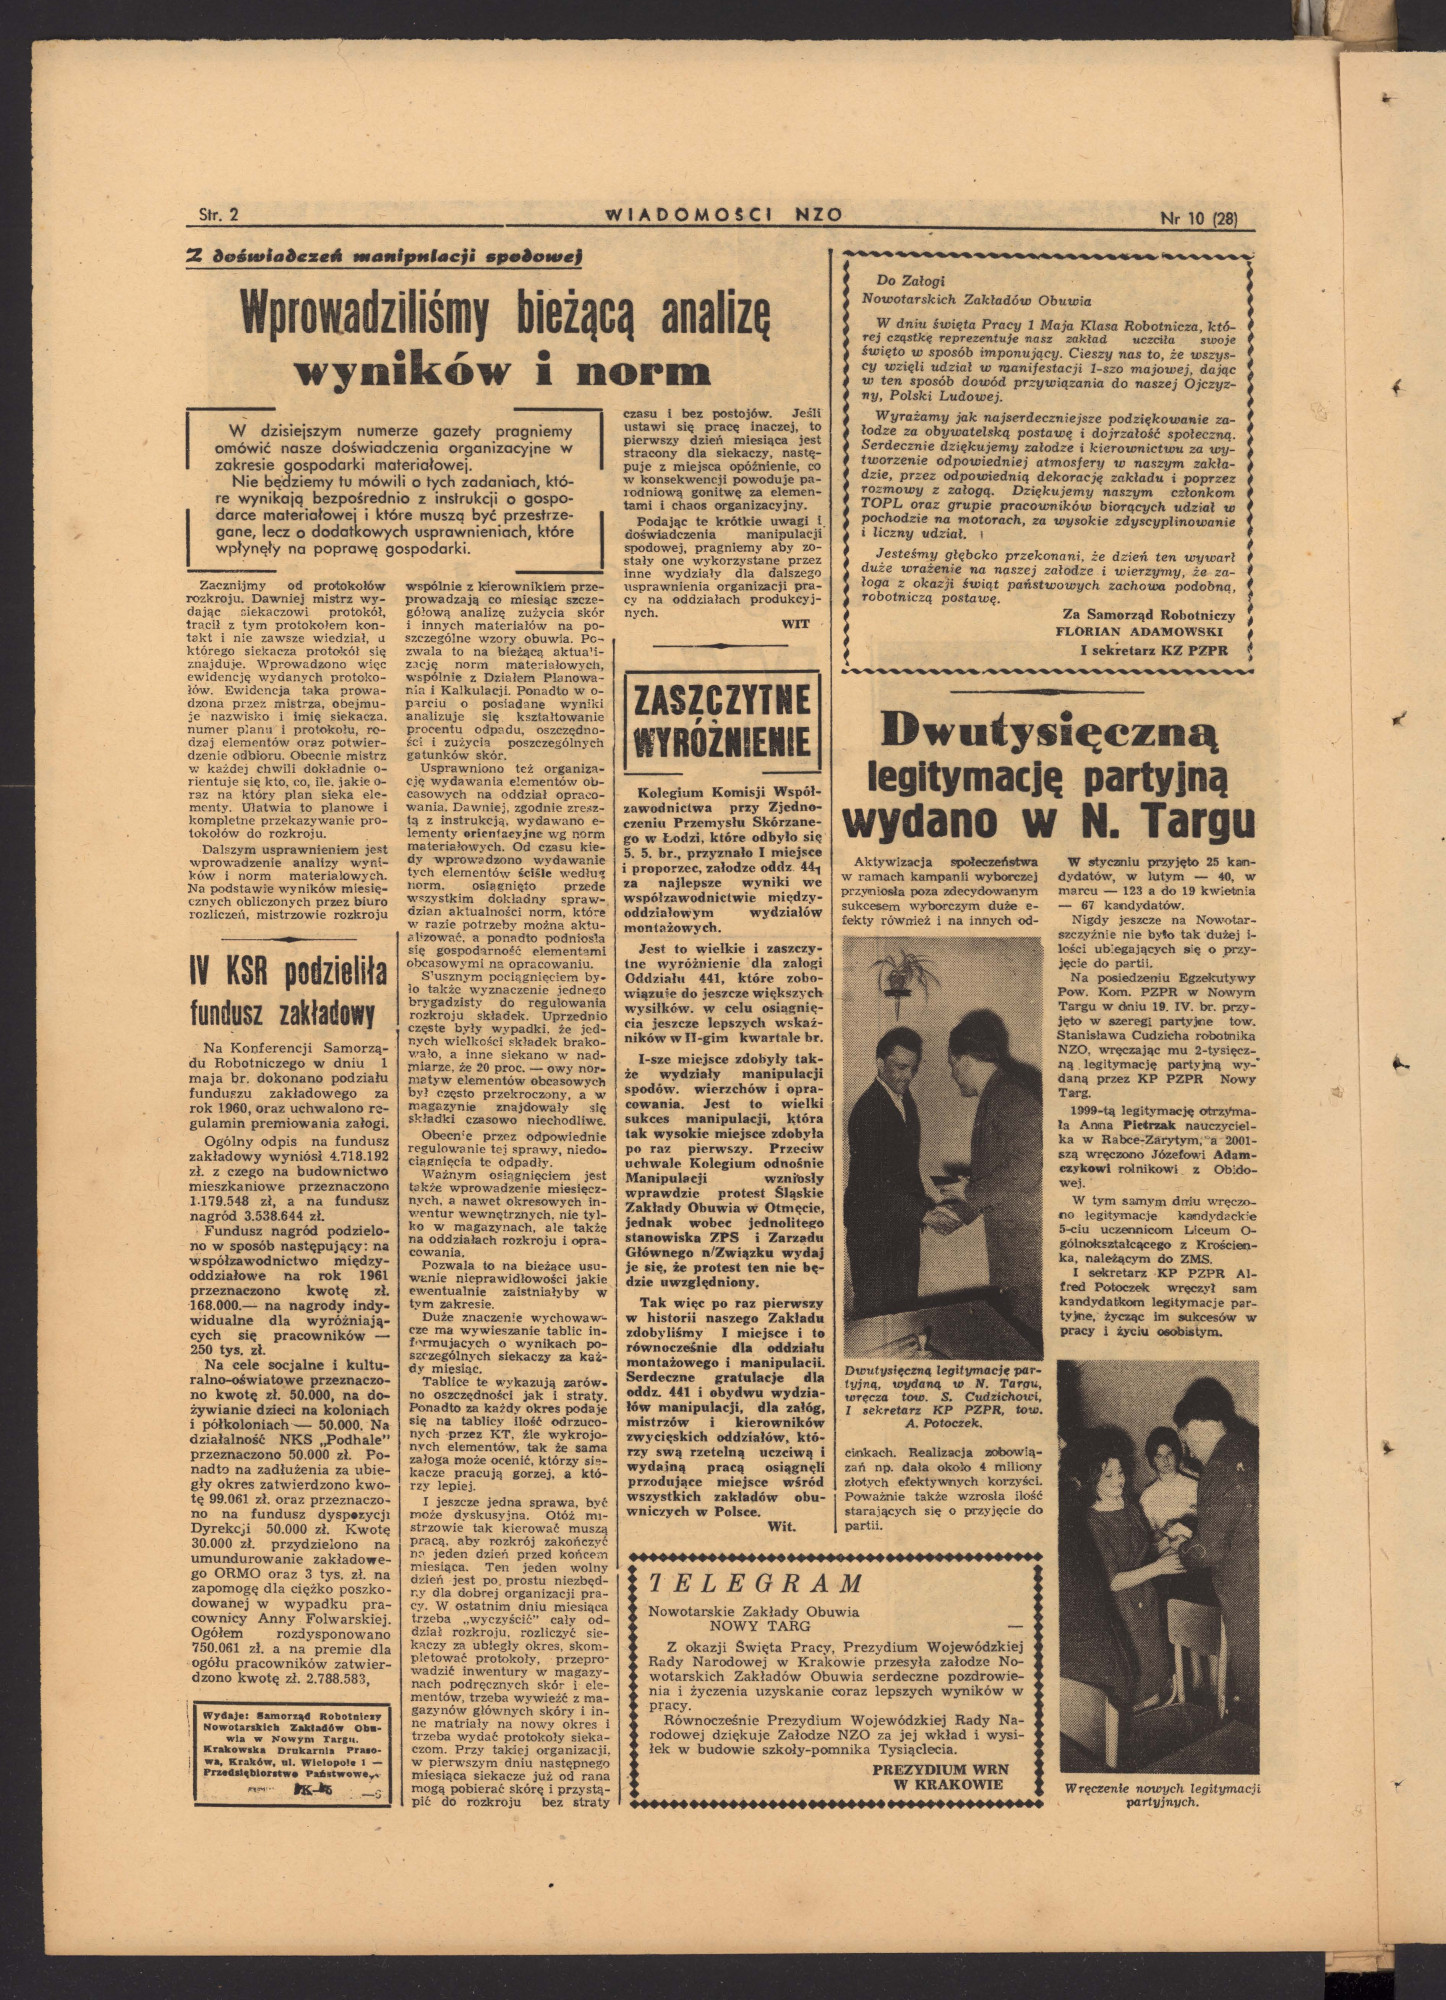 Str. 2
WIADOMOŚCI NZO
Nr 10 (28)
Z doświadczeń manipulacji spodowej
Wprowadziliśmy bieżącą analizę
wyników i norm
W dzisiejszym numerze gazety pragniemy
omówić nasze doświadczenia organizacyjne w
zakresie gospodarki materiałowej.
Nie będziemy tu mówili o tych zadaniach, któ-
re wynikają bezpośrednio z instrukcji o gospo-
darce materiałowej i które muszą być przestrze-
gane, lecz o dodatkowych usprawnieniach, które
wpłynęły na poprawę gospodarki.
Zacznijmy od protokołów
rozkroju. Dawniej mistrz wy-
dając siekaczowi protokół,
tracił z tym protokołem kon-
takt i nie zawsze wiedział, u
którego siekacza protokół się
znajduje. Wprowadzono więc
ewidencję wydanych protoko-
łów. Ewidencja taka prowa-
dzona przez mistrza, obejmu-
je nazwisko i imię siekacza,
numer planu i protokołu, ro-
dzaj elementów oraz potwier-
dzenie odbioru. Obecnie mistrz
w każdej chwili dokładnie o-
rientuje się kto, co, ile, jakie o-
raz na który plan sieka ele-
menty. Ułatwia to planowe i
kompletne przekazywanie pro-
tokołów do rozkroju.
Dalszym usprawnieniem jest
wprowadzenie analizy wyni-
ków i norm materiałowych.
Na podstawie wyników miesię-
cznych obliczonych przez biuro
rozliczeń, mistrzowie rozkroju
wspólnie z kierownikiem prze-
prowadzają co miesiąc szcze-
gółową analizę zużycia skór
i innych materiałów na po-
szczególne wzory obuwia. Po-
zwala to na bieżącą aktuali-
zację norm materiałowych,
wspólnie z Działem Planowa-
nia i Kalkulacji. Ponadto w o-
parciu o posiadane wyniki
analizuje się kształtowanie
procentu odpadu, oszczędno-
ści i zużycia poszczególnych
gatunków skór.
Usprawniono też organiza-
cję wydawania elementów ob-
casowych na oddział opraco-
wania. Dawniej, zgodnie zresz-
tą z instrukcją, wydawano e-
lementy orientacyjne wg norm
materiałowych. Od czasu kie-
dy wprowadzono wydawanie
tych elementów ściśle według
norm, osiągnięto przede
wszystkim dokładny spraw-
dzian aktualności norm, które
w razie potrzeby można aktu-
alizować, a ponadto podniosła
się gospodarność elementami
obcasowymi na opracowaniu.
Słusznym pociągnięciem by-
ło także wyznaczenie jednego
brygadzisty do regulowania
rozkroju składek. Uprzednio
częste były wypadki, że jed-
nych wielkości składek brako-
wało, a inne siekano w nad-
miarze, że 20 proc. — owy nor-
matyw elementów obcasowych
był często przekroczony, a w
magazynie znajdowały się
składki czasowo niechodliwe.
Obecnie przez odpowiednie
regulowanie tej sprawy, niedo-
ciągnięcia te odpadły.
Ważnym osiągnięciem jest
także wprowadzenie miesięcz-
nych, a nawet okresowych in-
wentur wewnętrznych, nie tyl-
ko w magazynach, ale także
na oddziałach rozkroju i opra-
cowania.
Pozwala to na bieżące usu-
wanie nieprawidłowości jakie
ewentualnie zaistniałyby w
tym zakresie.
Duże znaczenie wychowaw-
cze ma wywieszanie tablic in-
formujących o wynikach po-
szczególnych siekaczy za każ-
dy miesiąc.
Tablice te wykazują zarów-
no oszczędności jak i straty.
Ponadto za każdy okres podaje
się na tablicy ilość odrzuco-
nych przez KT, źle wykrojo-
nych elementów, tak że sama
załoga może ocenić, którzy sie-
kacze pracują gorzej, a któ-
rzy lepiej.
I jeszcze jedna sprawa, być
może dyskusyjna. Otóż mi-
strzowie tak kierować muszą
pracą, aby rozkrój zakończyć
na jeden dzień przed końcem
miesiąca. Ten jeden wolny
dzień jest po prostu niezbęd-
ny dla dobrej organizacji pra-
cy. W ostatnim dniu miesiąca
trzeba „wyczyścić” cały od-
dział rozkroju, rozliczyć sie-
kaczy za ubiegły okres, skom-
pletować protokoły, przepro-
wadzić inwentury w magazy-
nach podręcznych skór i ele-
mentów, trzeba wywieźć z ma-
gazynów głównych skóry i in-
ne matriały na nowy okres i
trzeba wydać protokoły sieka-
czom. Przy takiej organizacji,
w pierwszym dniu następnego
miesiąca siekacze już od rana
mogą pobierać skórę i przystą-
pić do rozkroju bez straty
czasu i bez postojów. Jeśli
ustawi się pracę inaczej, to
pierwszy dzień miesiąca jest
stracony dla siekaczy, nastę-
puje z miejsca opóźnienie, co
w konsekwencji powoduje pa-
rodniową gonitwę za elemen-
tami i chaos organizacyjny.
Podając te krótkie uwagi i
doświadczenia manipulacji
spodowej, pragniemy aby zo-
stały one wykorzystane przez
inne wydziały dla dalszego
usprawnienia organizacji pra-
cy na oddziałach produkcyj-
nych.
WIT
IV KSR podzieliła
fundusz zakładowy
Na Konferencji Samorzą-
du Robotniczego w dniu 1
maja br. dokonano podziału
funduszu zakładowego za
rok 1960, oraz uchwalono re-
gulamin premiowania załogi.
Ogólny odpis na fundusz
zakładowy wyniósł 4.718.192
zł. z czego na budownictwo
mieszkaniowe przeznaczono
1.179.548 zł, a na fundusz
nagród 3.538.644 zł.
Fundusz nagród podzielo-
no w sposób następujący: na
współzawodnictwo między-
oddziałowe na rok 1961
przeznaczono kwotę zł.
168.000.— na nagrody indy-
widualne dla wyróżniają-
cych się pracowników —
250 tys. zł.
Na cele socjalne i kultu-
ralno-oświatowe przeznaczo-
no kwotę zł. 50.000, na do-
żywianie dzieci na koloniach
i półkoloniach — 50.000. Na
działalność NKS „Podhale”
przeznaczono 50.000 zł. Po-
nadto na zadłużenia za ubie-
gły okres zatwierdzono kwo-
tę 99.061 zł. oraz przeznaczo-
no na fundusz dyspozycji
Dyrekcji 50.000 zł. Kwotę
30.000 zł. przydzielono na
umundurowanie zakładowe-
go ORMO oraz 3 tys. zł. na
zapomogę dla ciężko poszko-
dowanej w wypadku pra-
cownicy Anny Folwarskiej.
Ogółem rozdysponowano
750.061 zł. a na premie dla
ogółu pracowników zatwier-
dzono kwotę zł. 2.788.583,
Wydaje: Samorząd Robotniczy
Nowotarskich Zakładów Obu-
wia w Nowym Targu.
Krakowska Drukarnia Praso-
wa, Kraków, ul. Wielopole 1 —
Przedsiębiorstwo Państwowe.
ZASZCZYTNE
WYRÓŻNIENIE
Kolegium Komisji Współ-
zawodnictwa przy Zjedno-
czeniu Przemysłu Skórzane-
go w Łodzi, które odbyło się
5. 5. br., przyznało I miejsce
i proporzec, załodze oddz. 441
za najlepsze wyniki we
współzawodnictwie między-
oddziałowym wydziałów
montażowych.
Jest to wielkie i zaszczy-
tne wyróżnienie dla załogi
Oddziału 441, które zobo-
wiązuje do jeszcze większych
wysiłków, w celu osiągnię-
cia jeszcze lepszych wskaź-
ników w II-gim kwartale br.
I-sze miejsce zdobyły tak-
że wydziały manipulacji
spodów, wierzchów i opra-
cowania. Jest to wielki
sukces manipulacji, która
tak wysokie miejsce zdobyła
po raz pierwszy. Przeciw
uchwale Kolegium odnośnie
Manipulacji wzniosły
wprawdzie protest Śląskie
Zakłady Obuwia w Otmęcie,
jednak wobec jednolitego
stanowiska ZPS i Zarządu
Głównego n/Związku wydaj
je się, że protest ten nie bę-
dzie uwzględniony.
Tak więc po raz pierwszy
w historii naszego Zakładu
zdobyliśmy I miejsce i to
równocześnie dla oddziału
montażowego i manipulacji.
Serdeczne gratulacje dla
oddz. 441 i obydwu wydzia-
łów manipulacji, dla załóg,
mistrzów i kierowników
zwycięskich oddziałów, któ-
rzy swą rzetelną uczciwą i
wydajną pracą osiągnęli
przodujące miejsce wśród
wszystkich zakładów obu-
wniczych w Polsce.
Wit.
Do Załogi
Nowotarskich Zakładów Obuwia
W dniu święta Pracy 1 Maja Klasa Robotnicza, któ-
rej cząstkę reprezentuje nasz zakład uczciła swoje
święto w sposób imponujący. Cieszy nas to, że wszys-
cy wzięli udział w manifestacji 1-szo majowej, dając
w ten sposób dowód przywiązania do naszej Ojczyz-
ny, Polski Ludowej.
Wyrażamy jak najserdeczniejsze podziękowanie za-
łodze za obywatelską postawę i dojrzałość społeczną.
Serdecznie dziękujemy załodze i kierownictwu za wy-
tworzenie odpowiedniej atmosfery w naszym zakła-
dzie, przez odpowiednią dekorację zakładu i poprzez
rozmowy z załogą. Dziękujemy naszym członkom
TOPL oraz grupie pracowników biorących udział w
pochodzie na motorach, za wysokie zdyscyplinowanie
i liczny udział.
Jesteśmy głęboko przekonani, że dzień ten wywarł
duże wrażenie na naszej załodze i wierzymy, że za-
łoga z okazji świąt państwowych zachowa podobną,
robotniczą postawę.
Za Samorząd Robotniczy
FLORIAN ADAMOWSKI
I sekretarz KZ PZPR
Dwutysięczną
legitymację partyjną
wydano w N. Targu
Aktywizacja społeczeństwa
w ramach kampanii wyborczej
przyniosła poza zdecydowanym
sukcesem wyborczym duże e-
fekty również i na innych od-
Dwutysięczną legitymację par-
tyjną, wydaną w N. Targu,
wręcza tow. S. Cudzichowi,
I sekretarz KP PZPR, tow.
A. Potoczek.
cinkach. Realizacja zobowią-
zań np. dała około 4 miliony
złotych efektywnych korzyści.
Poważnie także wzrosła ilość
starających się o przyjęcie do
partii.
W styczniu przyjęto 25 kan-
dydatów, w lutym — 40, w
marcu — 123 a do 19 kwietnia
— 67 kandydatów.
Nigdy jeszcze na Nowotar-
szczyźnie nie było tak dużej i-
lości ubiegających się o przy-
jęcie do partii.
Na posiedzeniu Egzekutywy
Pow. Kom. PZPR w Nowym
Targu w dniu 19. IV. br. przy-
jęto w szeregi partyjne tow.
Stanisława Cudzicha robotnika
NZO, wręczając mu 2-tysięcz-
ną legitymację partyjną wy-
daną przez KP PZPR Nowy
Targ.
1999-tą legitymację otrzyma-
ła Anna Pietrzak nauczyciel-
ka w Rabce-Zarytym, a 2001-
szą wręczono Józefowi Adam-
czykowi rolnikowi z Obido-
wej.
W tym samym dniu wręczo-
no legitymacje kandydackie
5-ciu uczennicom Liceum O-
gólnokształcącego z Krościen-
ka, należącym do ZMS.
I sekretarz KP PZPR Al-
fred Potoczek wręczył sam
kandydatkom legitymacje par-
tyjne, życząc im sukcesów w
pracy i życiu osobistym.
Wręczenie nowych legitymacji
partyjnych.
TELEGRAM
Nowotarskie Zakłady Obuwia
NOWY TARG —
Z okazji Święta Pracy, Prezydium Wojewódzkiej
Rady Narodowej w Krakowie przesyła załodze No-
wotarskich Zakładów Obuwia serdeczne pozdrowie-
nia i życzenia uzyskanie coraz lepszych wyników w
pracy.
Równocześnie Prezydium Wojewódzkiej Rady Na-
rodowej dziękuje Załodze NZO za jej wkład i wysi-
łek w budowie szkoły-pomnika Tysiąclecia.
PREZYDIUM WRN
W KRAKOWIE